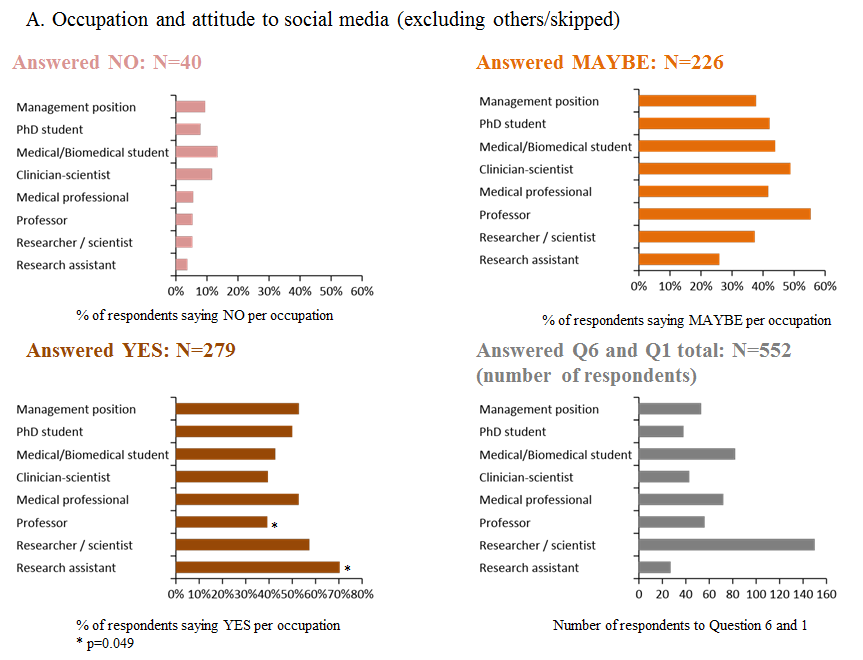 A. Occupation and attitude to social media (excluding others/skipped)
Answered NO: N=40
Management position
PhD student
Medical/Biomedical student
Clinician-scientist
Medical professional
Professor
Researcher / scientist
Research assistant
0% 10% 20% 30% 40% 50% 60%
% of respondents saying NO per occupation
Answered MAYBE: N=226
Management position
PhD student
Medical/Biomedical student
Clinician-scientist
Medical professional
Professor
Researcher / scientist
Research assistant
0% 10% 20% 30% 40% 50% 60%
% of respondents saying MAYBE per occupation
Answered YES: N=279
Management position
PhD student
Medical/Biomedical student
Clinician-scientist
Medical professional
Professor *
Researcher / scientist
Research assistant *
0% 10%20%30%40%50%60%70%80%
% of respondents saying YES per occupation
* p=0.049
Answered Q6 and Q1 total: N=552
(number of respondents)
Management position
PhD student
Medical/Biomedical student
Clinician-scientist
Medical professional
Professor
Researcher / scientist
Research assistant
0 20 40 60 80 100 120 140 160
Number of respondents to Question 6 and 1